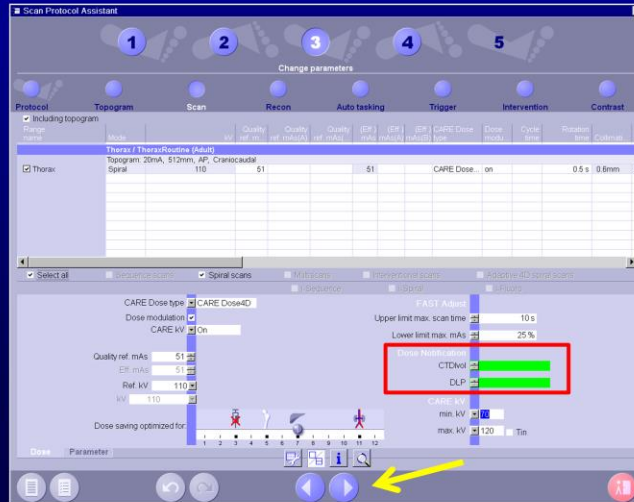 Scan Protocol Assistant
1 2 3 4 5
Change parameters
Protocol Topogram Scan Recon Auto tasking Trigger Intervention Contrast
Including topogram
Range name Mode kV Quality ref. m... Quality ref. mAs(A) Quality ref. mAs(... (Eff.) mAs (Eff.) mAs(A) (Eff.) mAs(B) CARE Dose type Dose modu... Cycle time Rotation time Collimat...
Thorax / ThoraxRoutine (Adult)
Topogram: 20mA, 512mm, AP, Craniocaudal
Thorax Spiral 110 51 51 CARE Dose... on 0.5 s 0.6mm
Select all Sequence scans Spiral scans Multiscans Interventional scans Adaptive 4D spiral scans
Sequence Spiral Fluoro
CARE Dose type CARE Dose4D FAST Adjust
Dose modulation Upper limit max. scan time 10 s
CARE kV On Lower limit max. mAs 25 %
Quality ref. mAs 51 Dose Notification
Eff. mAs 51 CTDIvol
Ref. kV 110 DLP
kV 110 CARE kV
Dose saving optimized for: min. kV 70
1 2 3 4 5 6 7 8 9 10 11 12 max. kV 120 Tin
Dose Parameter
i